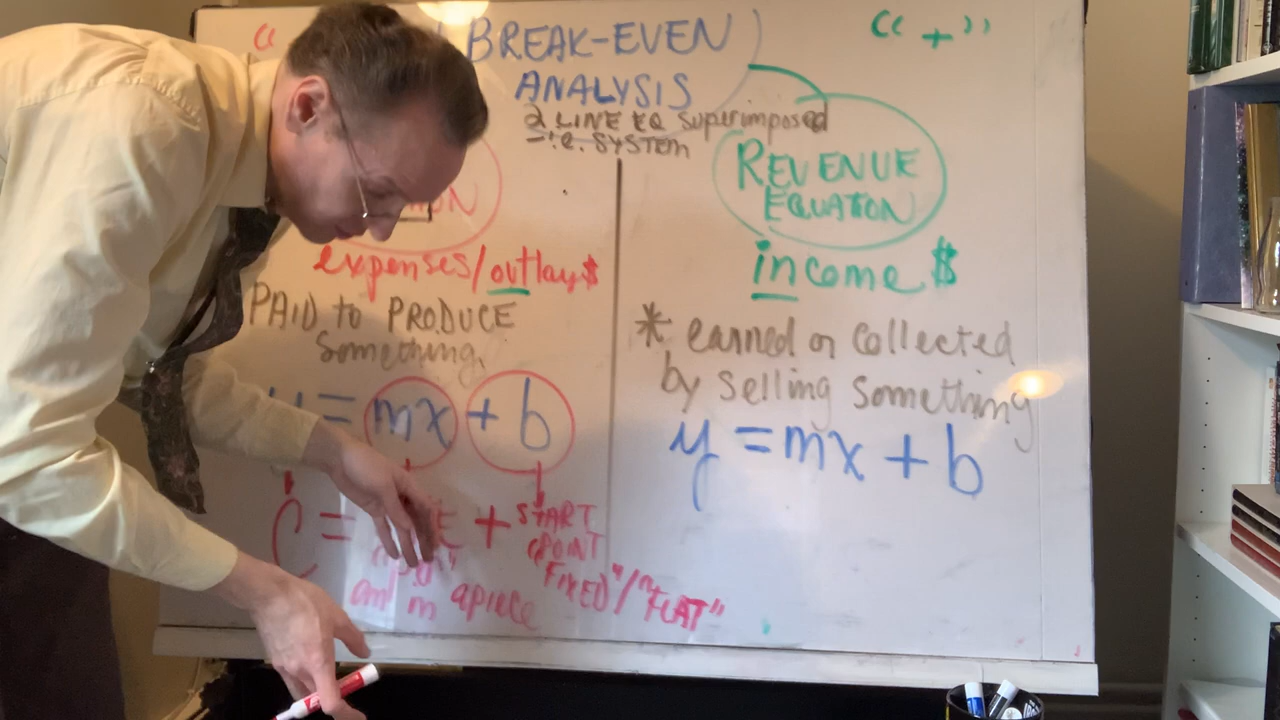 BREAK-EVEN
ANALYSIS
"+"
2 LINE EQ superimposed
-i.e. SYSTEM
REVENUE
EQUATION
expenses/outlay$
income $
PAID to PRODUCE
Something
* earned or collected
by selling something
= mx + b
y = mx + b
C = + START
POINT
"FIXED"/"FLAT"
apiece